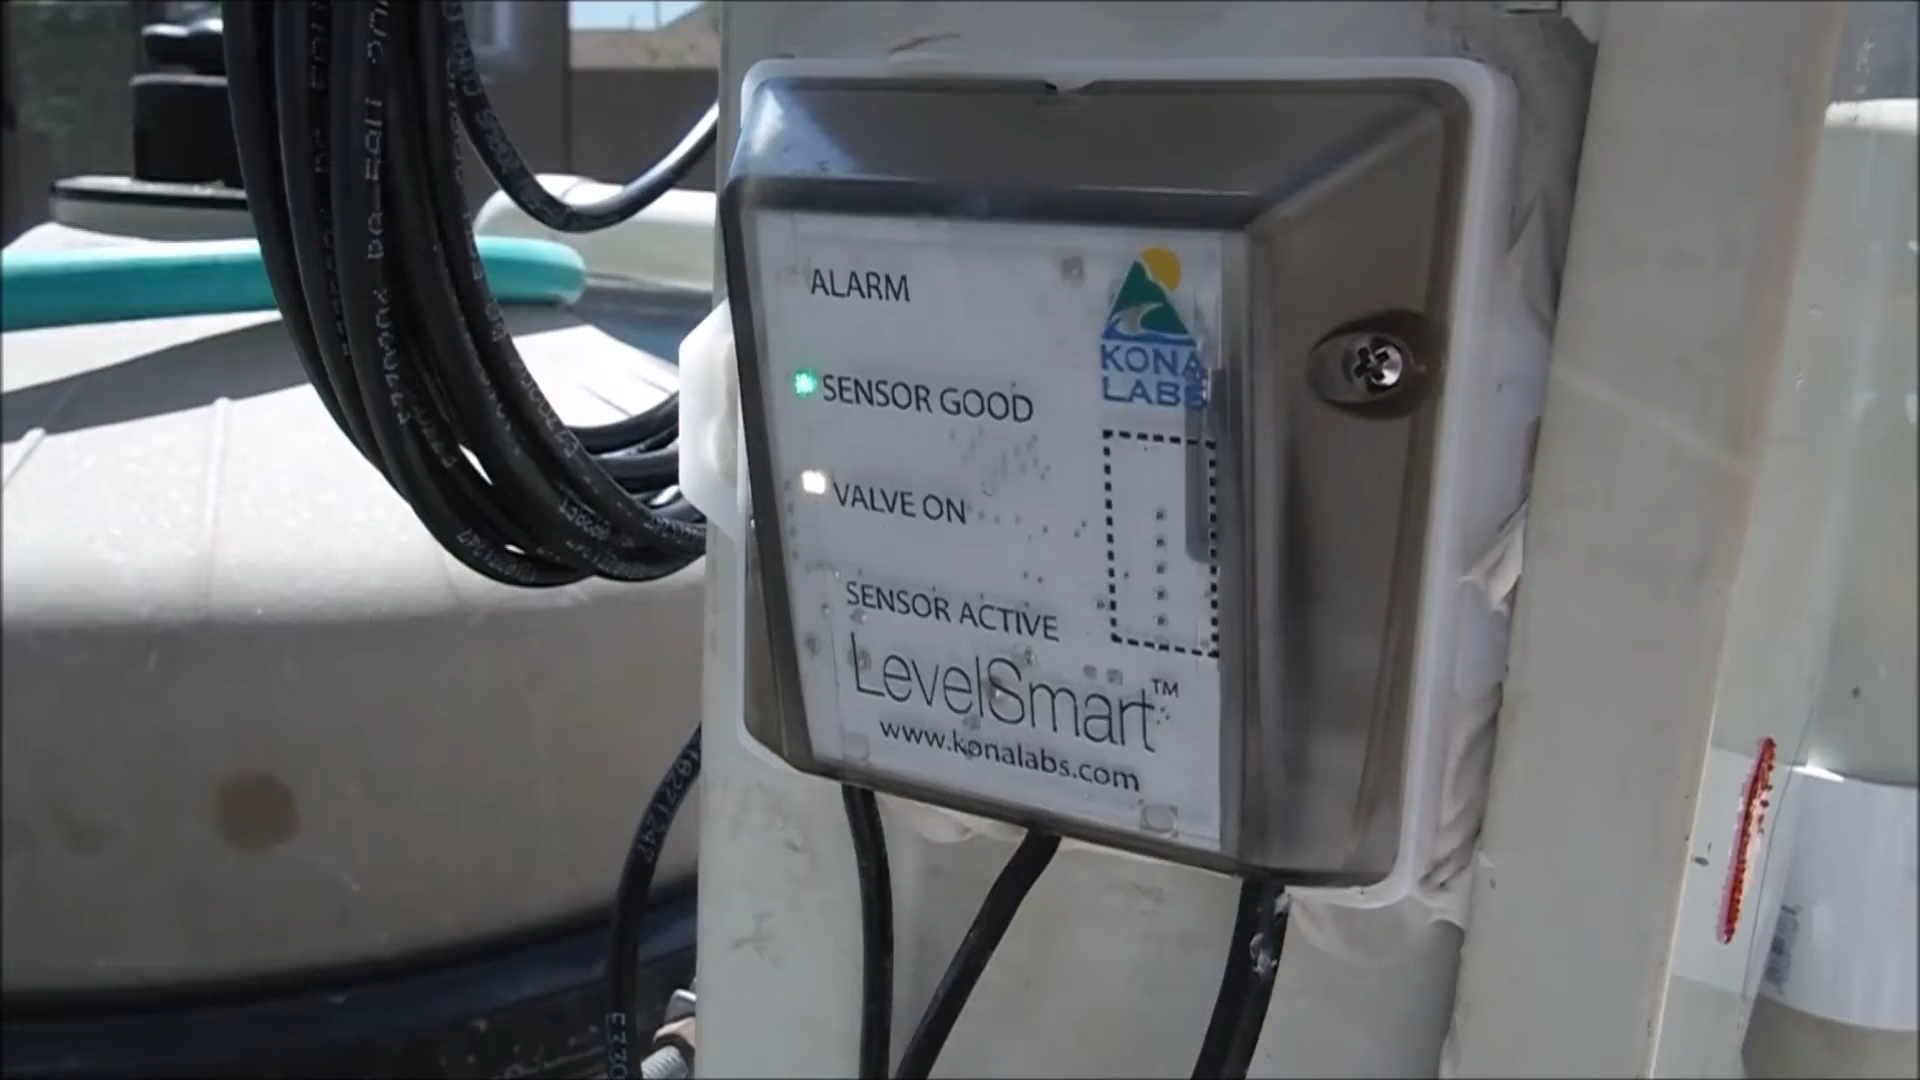 ALARM
KONA
LABS
SENSOR GOOD
VALVE ON
SENSOR ACTIVE
LevelSmart™
www.konalabs.com